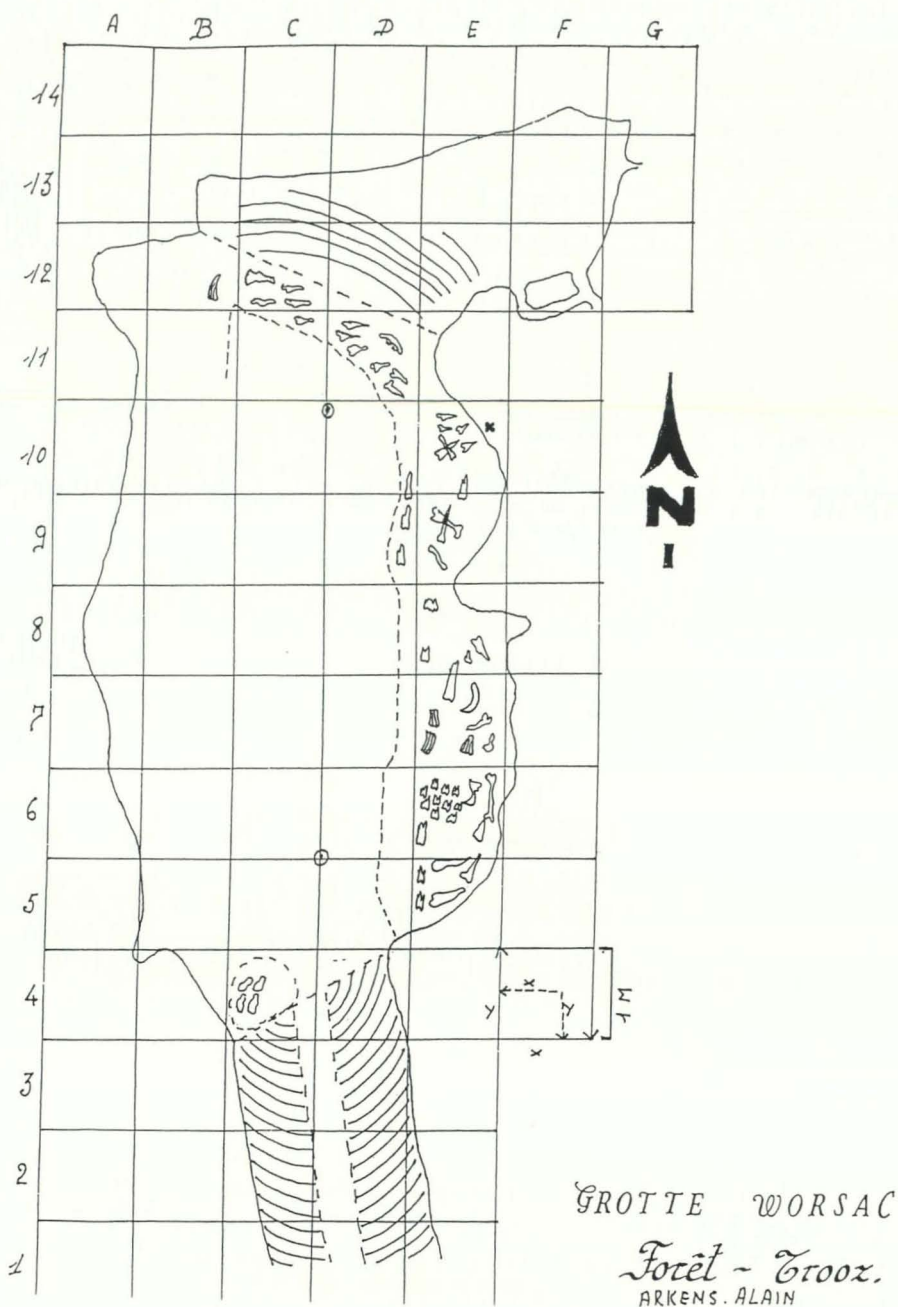 A B C D E F G
14
13
12
11
10
9
8
7
6
5
4
3
2
1
N
x
x
y
y
x
1 M
GROTTE WORSAC
Forêt - Trooz.
ARKENS. ALAIN